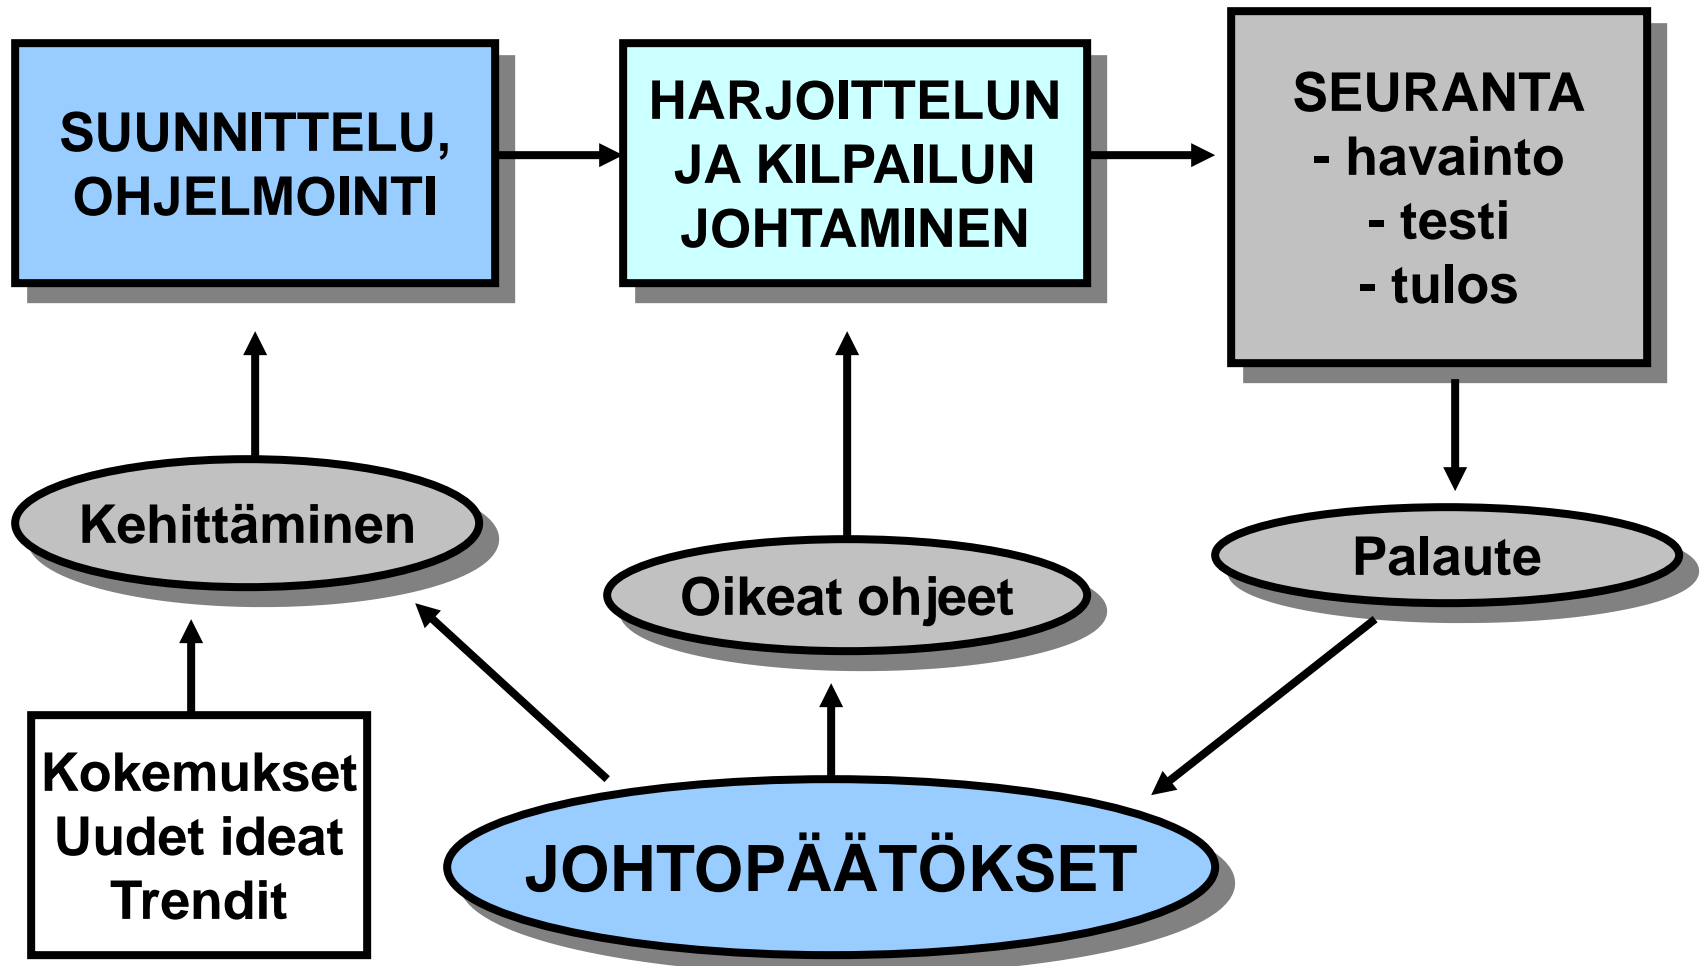 SUUNNITTELU,
OHJELMOINTI
HARJOITTELUN
JA KILPAILUN
JOHTAMINEN
SEURANTA
- havainto
- testi
- tulos
Kehittäminen
Oikeat ohjeet
Palaute
Kokemukset
Uudet ideat
Trendit
JOHTOPÄÄTÖKSET